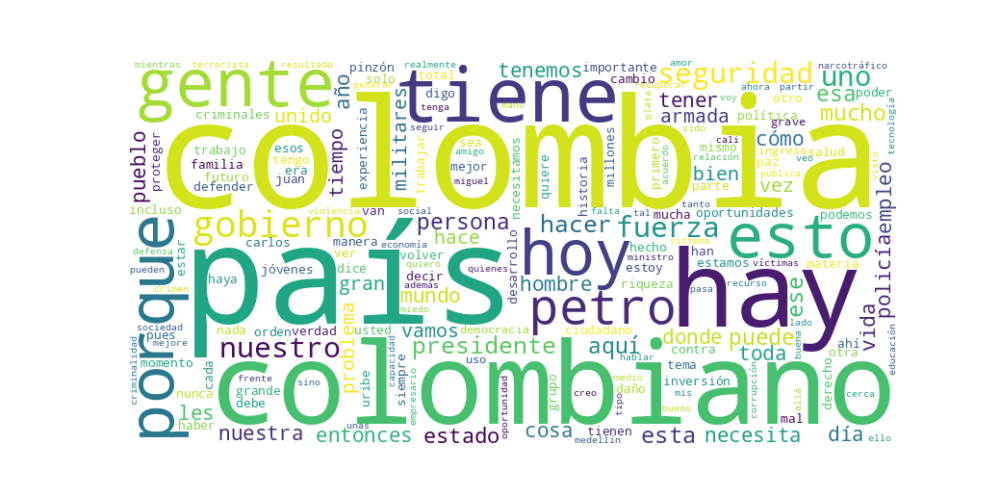 mientras terrorista resultado
realmente
pinzón
tenemos
importante
amor
narcotráfico
gente
tiene
seguridad
uno
generar
solo
total
cambio
recuperar
ahora partir
otro
esa
poder
criminales
unido
año
digo
tener
plata
voy
mucho
tecnología
experiencia
militares
tenga
mano
armada
sido
política
grave
pueblo
proteger
colombia
trabajo
esos
tiempo
seguir
trabajar
sea
necesitamos
quiere
historia
millones
primero
acuerdo
cali
mismo
relación
ingreso
cómo
salud
familia
tengo
era
amigo
mejor
bien
paz
veo
visto
futuro
juan
miguel
parte
vez
pública
empleo
defender
incluso
violencia
van
social
persona
hacer
falta
tal
mucha
tanto
oportunidades
podemos
policía
porque
gobierno
manera
hace
fuerza
esto
defensa
estar
carlos
ver
economía
volver
desarrollo
hoy
hecho
sistema
han
hay
víctimas
materia
pueden
haya
jóvenes
dice
quiero
quienes
decir
además
estoy
ministro
estamos
país
crimen
gran
miedo
mundo
hombre
riqueza
pasa
recurso
ese
vida
petro
sociedad
nada
orden
verdad
usted
vamos
democracia
ciudadano
donde
puede
lado
pues
mejore
nuestro
problema
presidente
aquí
contra
toda
buena
ahí
otra
educación
criminalidad
momento
cada
uribe
siempre
capacidad
uso
hablar
tema
nunca
frente
sino
empresario
oportunidad
grupo
creo
medio
daño
inversión
corrupción
allá
derecho
cerca
grande
debe
colombiano
tipo
mis
bueno
mal
les
haber
unas
nuestra
entonces
estado
cosa
tienen
medellín
esta
necesita
día
ello